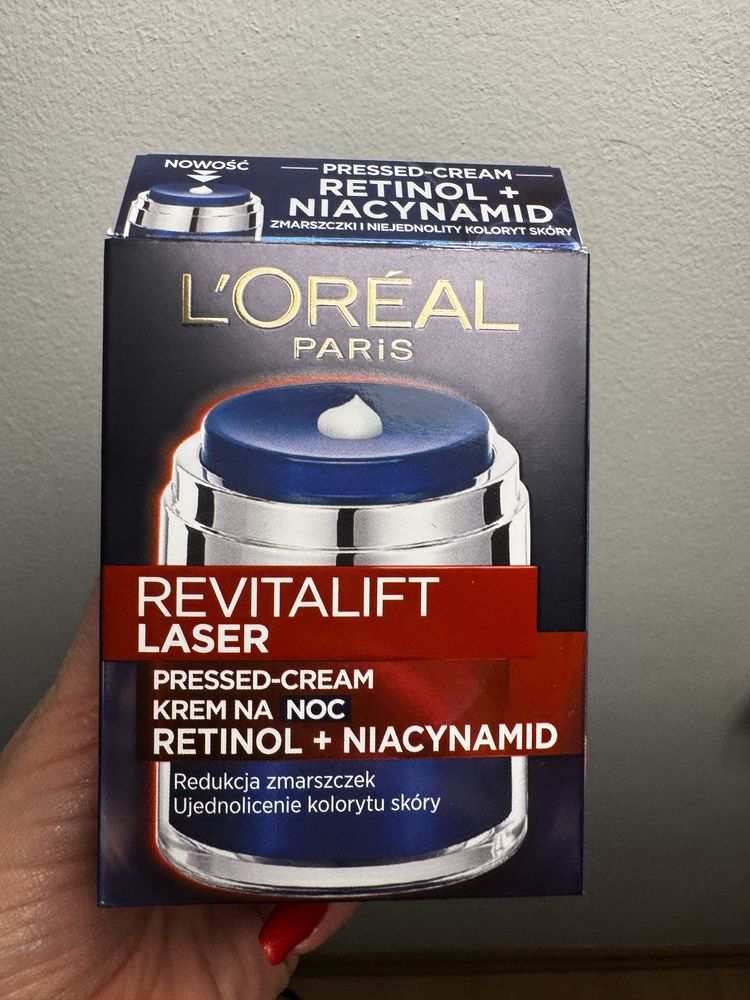 NOWOŚĆ
PRESSED-CREAM
RETINOL +
NIACYNAMID
ZMARSZCZKI I NIEJEDNOLITY KOLORYT SKÓRY
L'ORÉAL
PARiS
REVITALIFT
LASER
PRESSED-CREAM
KREM NA NOC
RETINOL + NIACYNAMID
Redukcja zmarszczek
Ujednolicenie kolorytu skóry